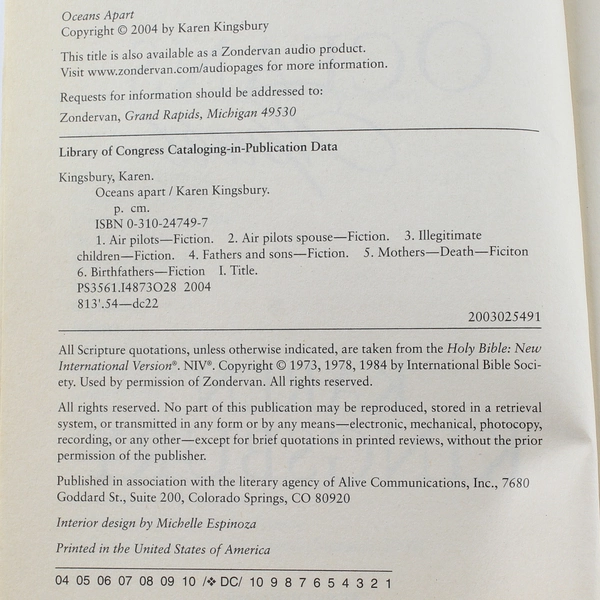 Oceans Apart
Copyright © 2004 by Karen Kingsbury
This title is also available as a Zondervan audio product.
Visit www.zondervan.com/audiopages for more information.
Requests for information should be addressed to:
Zondervan, Grand Rapids, Michigan 49530
Library of Congress Cataloging-in-Publication Data
Kingsbury, Karen.
Oceans apart / Karen Kingsbury.
p. cm.
ISBN 0-310-24749-7
1. Air pilots—Fiction. 2. Air pilots spouse—Fiction. 3. Illegitimate
children—Fiction. 4. Fathers and sons—Fiction. 5. Mothers—Death—Ficiton
6. Birthfathers—Fiction I. Title.
PS3561.I4873O28 2004
813'.54—dc22
2003025491
All Scripture quotations, unless otherwise indicated, are taken from the Holy Bible: New
International Version®. NIV®. Copyright © 1973, 1978, 1984 by International Bible Soci-
ety. Used by permission of Zondervan. All rights reserved.
All rights reserved. No part of this publication may be reproduced, stored in a retrieval
system, or transmitted in any form or by any means—electronic, mechanical, photocopy,
recording, or any other—except for brief quotations in printed reviews, without the prior
permission of the publisher.
Published in association with the literary agency of Alive Communications, Inc., 7680
Goddard St., Suite 200, Colorado Springs, CO 80920
Interior design by Michelle Espinoza
Printed in the United States of America
04 05 06 07 08 09 10 /❖ DC/ 10 9 8 7 6 5 4 3 2 1